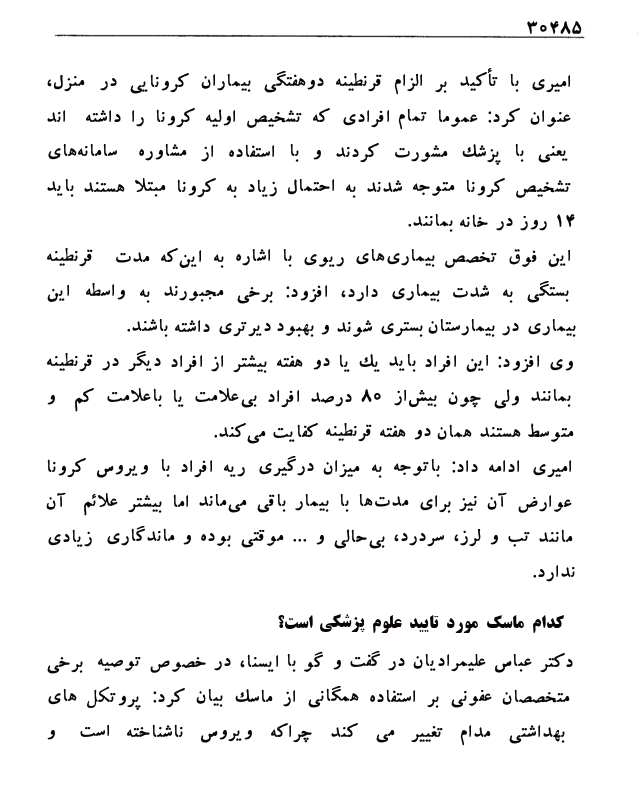 ۳۰۴۸۵
امیری با تأکید بر الزام قرنطینه دوهفتگی بیماران کرونایی در منزل،
عنوان کرد: عموما تمام افرادی که تشخیص اولیه کرونا را داشته اند
یعنی با پزشك مشورت کردند و با استفاده از مشاوره سامانه‌های
تشخیص کرونا متوجه شدند به احتمال زیاد به کرونا مبتلا هستند باید
۱۴ روز در خانه بمانند.
این فوق تخصص بیماری‌های ریوی با اشاره به این‌که مدت قرنطینه
بستگی به شدت بیماری دارد، افزود: برخی مجبورند به واسطه این
بیماری در بیمارستان بستری شوند و بهبود دیرتری داشته باشند.
وی افزود: این افراد باید یك یا دو هفته بیشتر از افراد دیگر در قرنطینه
بمانند ولی چون بیش‌از ۸۰ درصد افراد بی‌علامت یا باعلامت کم و
متوسط هستند همان دو هفته قرنطینه کفایت می‌کند.
امیری ادامه داد: باتوجه به میزان درگیری ریه افراد با ویروس کرونا
عوارض آن نیز برای مدت‌ها با بیمار باقی می‌ماند اما بیشتر علائم آن
مانند تب و لرز، سردرد، بی‌حالی و ... موقتی بوده و ماندگاری زیادی
ندارد.
کدام ماسک مورد تایید علوم پزشکی است؟
دکتر عباس علیمرادیان در گفت و گو با ایسنا، در خصوص توصیه برخی
متخصصان عفونی بر استفاده همگانی از ماسك بیان کرد: پروتکل های
بهداشتی مدام تغییر می کند چراکه ویروس ناشناخته است و